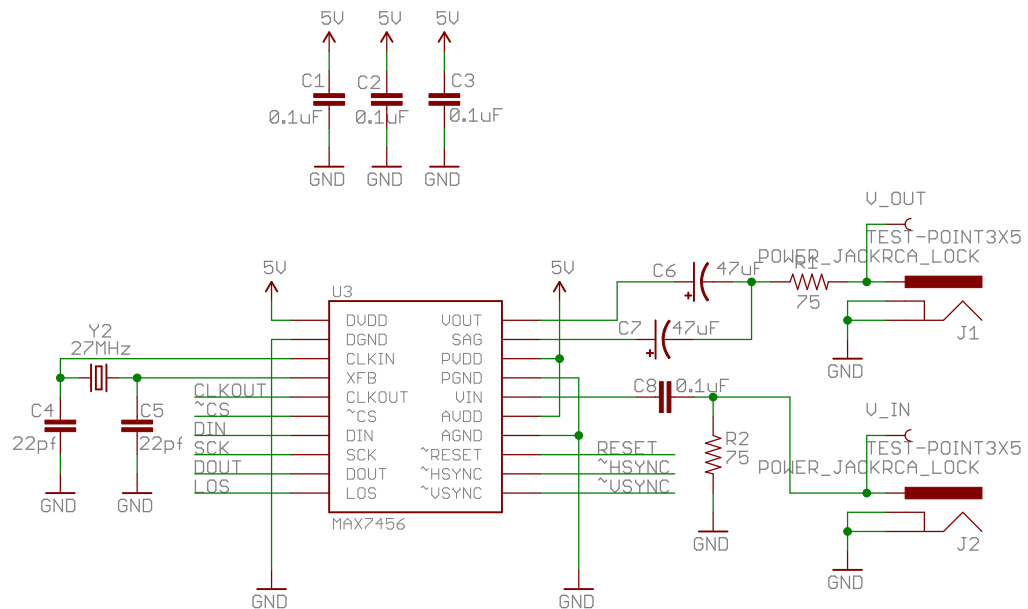 5V 5V 5V
C1 C2 C3
0.1uF 0.1uF 0.1uF
GND GND GND
V_OUT
TEST-POINT3X5
POWER_JACKRCA_LOCK
5V 5V C6 47uF R1
75
U3
J1
Y2
27MHz
DVDD VOUT
DGND SAG C7 47uF
CLKIN PVDD
XFB PGND
CLKOUT CLKOUT VIN C8 0.1uF
~CS ~CS AVDD
DIN DIN AGND
SCK SCK ~RESET RESET
DOUT DOUT ~HSYNC ~HSYNC
LOS LOS ~VSYNC ~VSYNC
GND
C4 C5
22pf 22pf
GND GND
MAX7456
V_IN
TEST-POINT3X5
R2
75
POWER_JACKRCA_LOCK
GND
J2
GND
GND GND